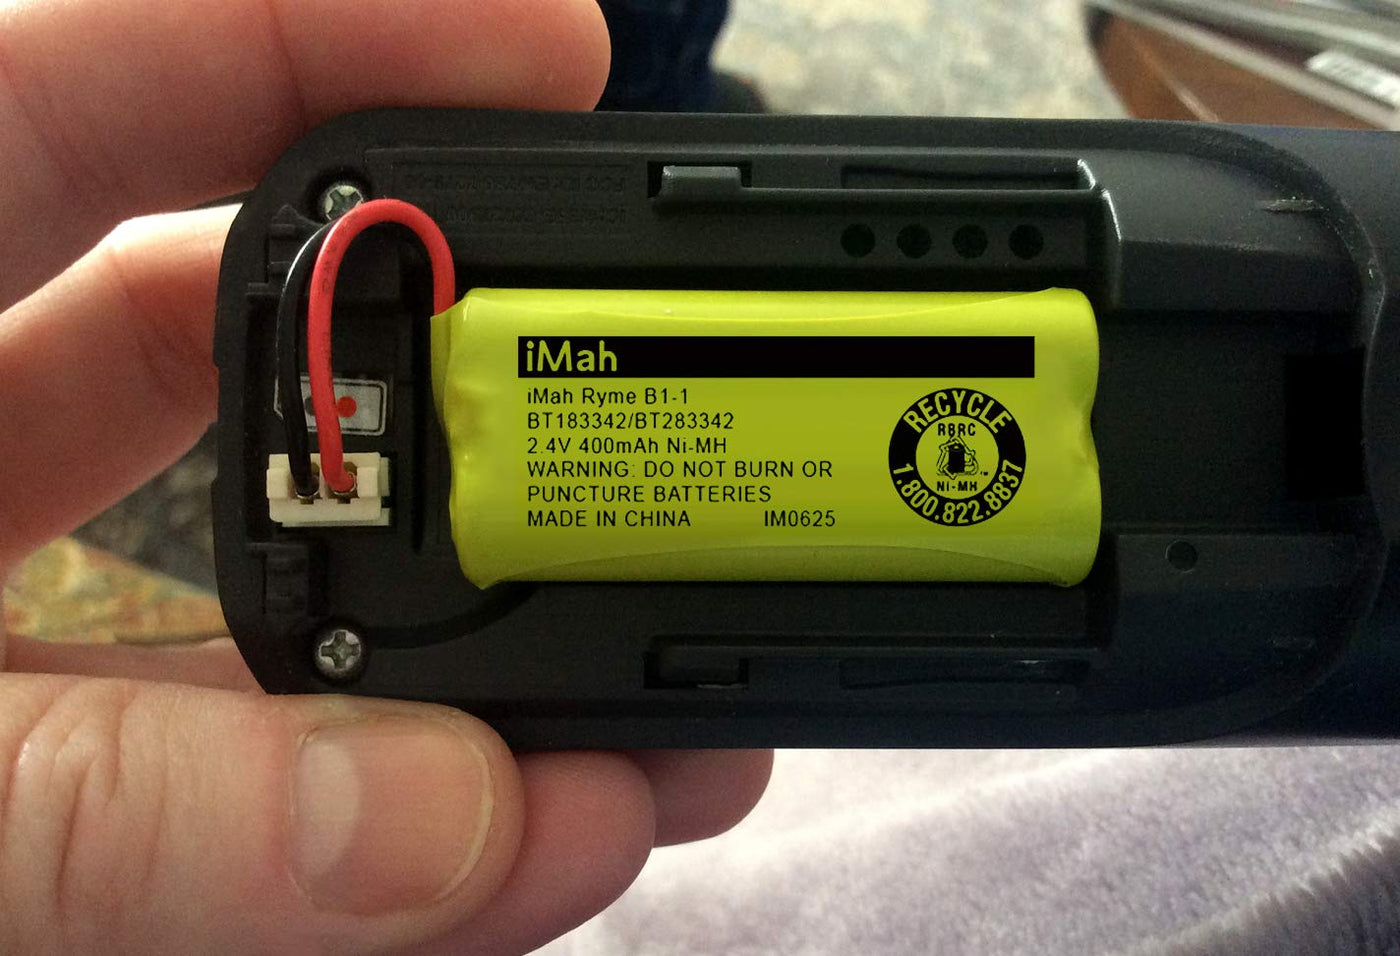 iMah
iMah Ryme B1-1
BT183342/BT283342
2.4V 400mAh Ni-MH
WARNING: DO NOT BURN OR
PUNCTURE BATTERIES
MADE IN CHINA IM0625
RECYCLE
RBRC
Ni-MH
1.800.822.8837